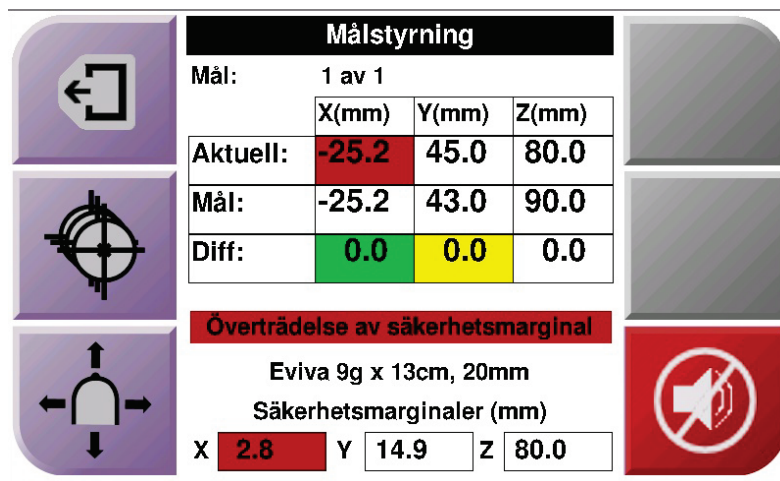 Målstyrning
Mål: 1 av 1
X(mm) Y(mm) Z(mm)
Aktuell: -25.2 45.0 80.0
Mål: -25.2 43.0 90.0
Diff: 0.0 0.0 0.0
Överträdelse av säkerhetsmarginal
Eviva 9g x 13cm, 20mm
Säkerhetsmarginaler (mm)
X 2.8 Y 14.9 Z 80.0